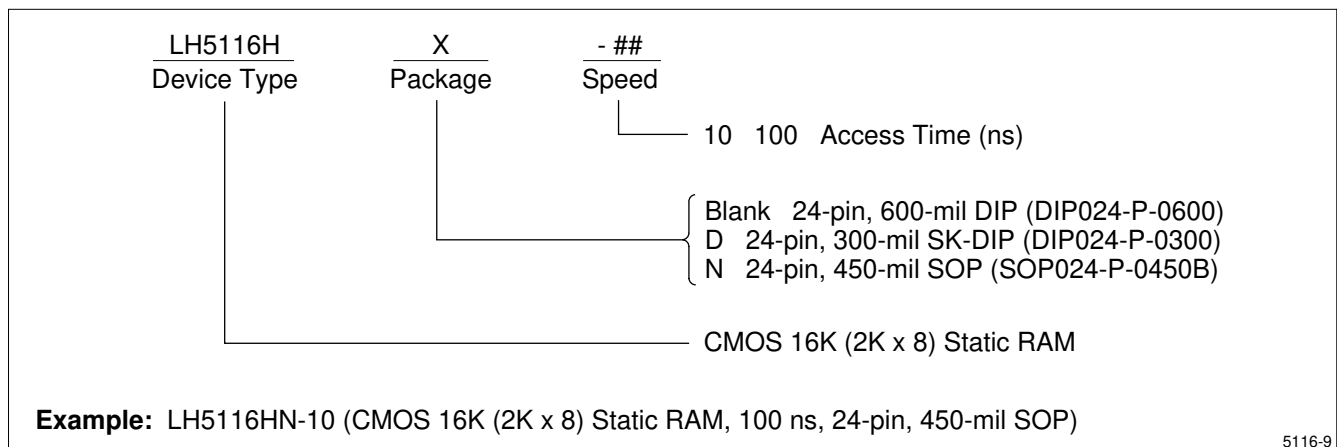 LH5116H X - ##
Device Type Package Speed
10 100 Access Time (ns)
Blank 24-pin, 600-mil DIP (DIP024-P-0600)
D 24-pin, 300-mil SK-DIP (DIP024-P-0300)
N 24-pin, 450-mil SOP (SOP024-P-0450B)
CMOS 16K (2K x 8) Static RAM
Example: LH5116HN-10 (CMOS 16K (2K x 8) Static RAM, 100 ns, 24-pin, 450-mil SOP)
5116-9